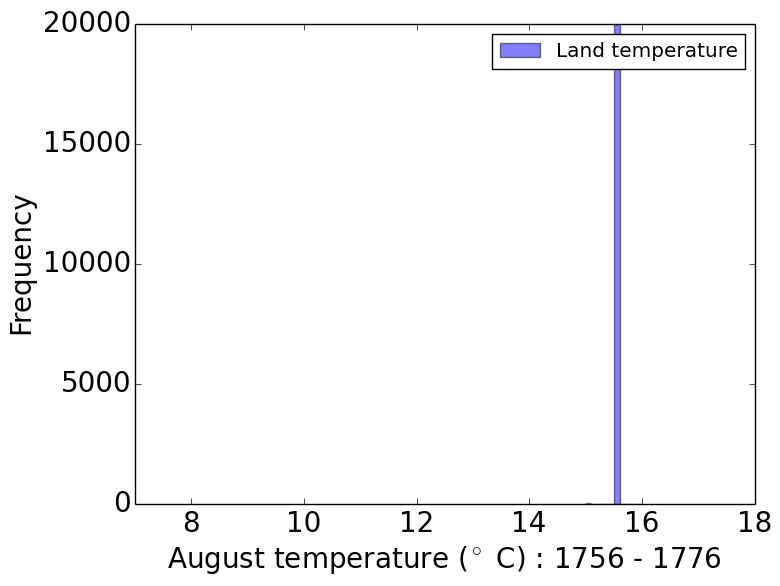 20000
Land temperature
15000
Frequency
10000
5000
0
8 10 12 14 16 18
August temperature (° C) : 1756 - 1776